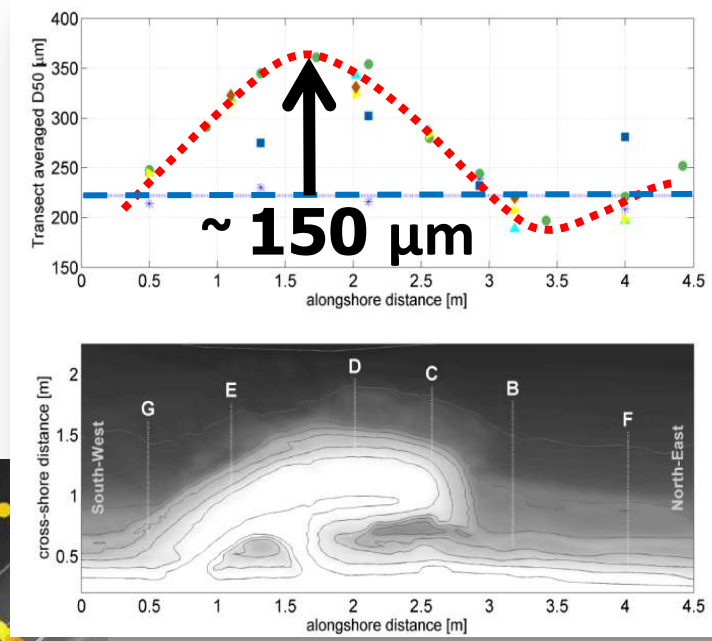 400
350
300
250
200
150
Transect averaged D50 [µm]
~ 150 µm
0 0.5 1 1.5 2 2.5 3 3.5 4 4.5
alongshore distance [m]
2
1.5
1
0.5
cross-shore distance [m]
South-West
G
E
D
C
B
F
North-East
0 0.5 1 1.5 2 2.5 3 3.5 4 4.5
alongshore distance [m]